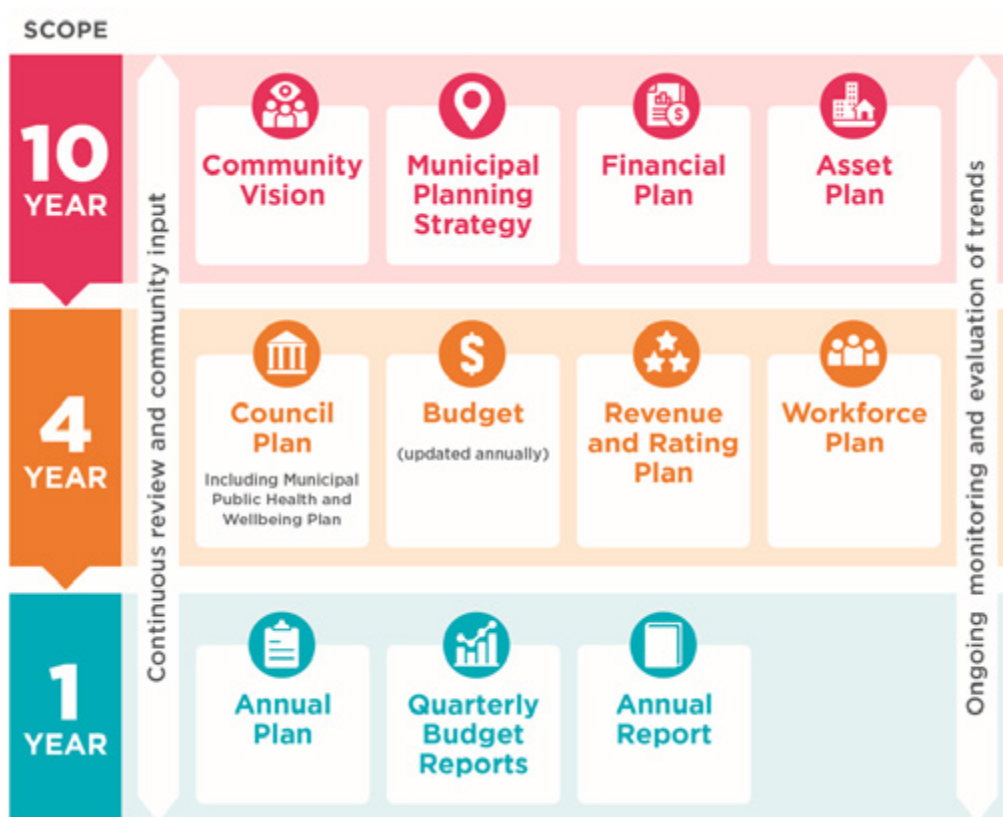 SCOPE
10
YEAR
Continuous review and community input
Community
Vision
Municipal
Planning
Strategy
Financial
Plan
Asset
Plan
Ongoing monitoring and evaluation of trends
4
YEAR
Council
Plan
Including Municipal
Public Health and
Wellbeing Plan
$
Budget
(updated annually)
Revenue
and Rating
Plan
Workforce
Plan
1
YEAR
Annual
Plan
Quarterly
Budget
Reports
Annual
Report